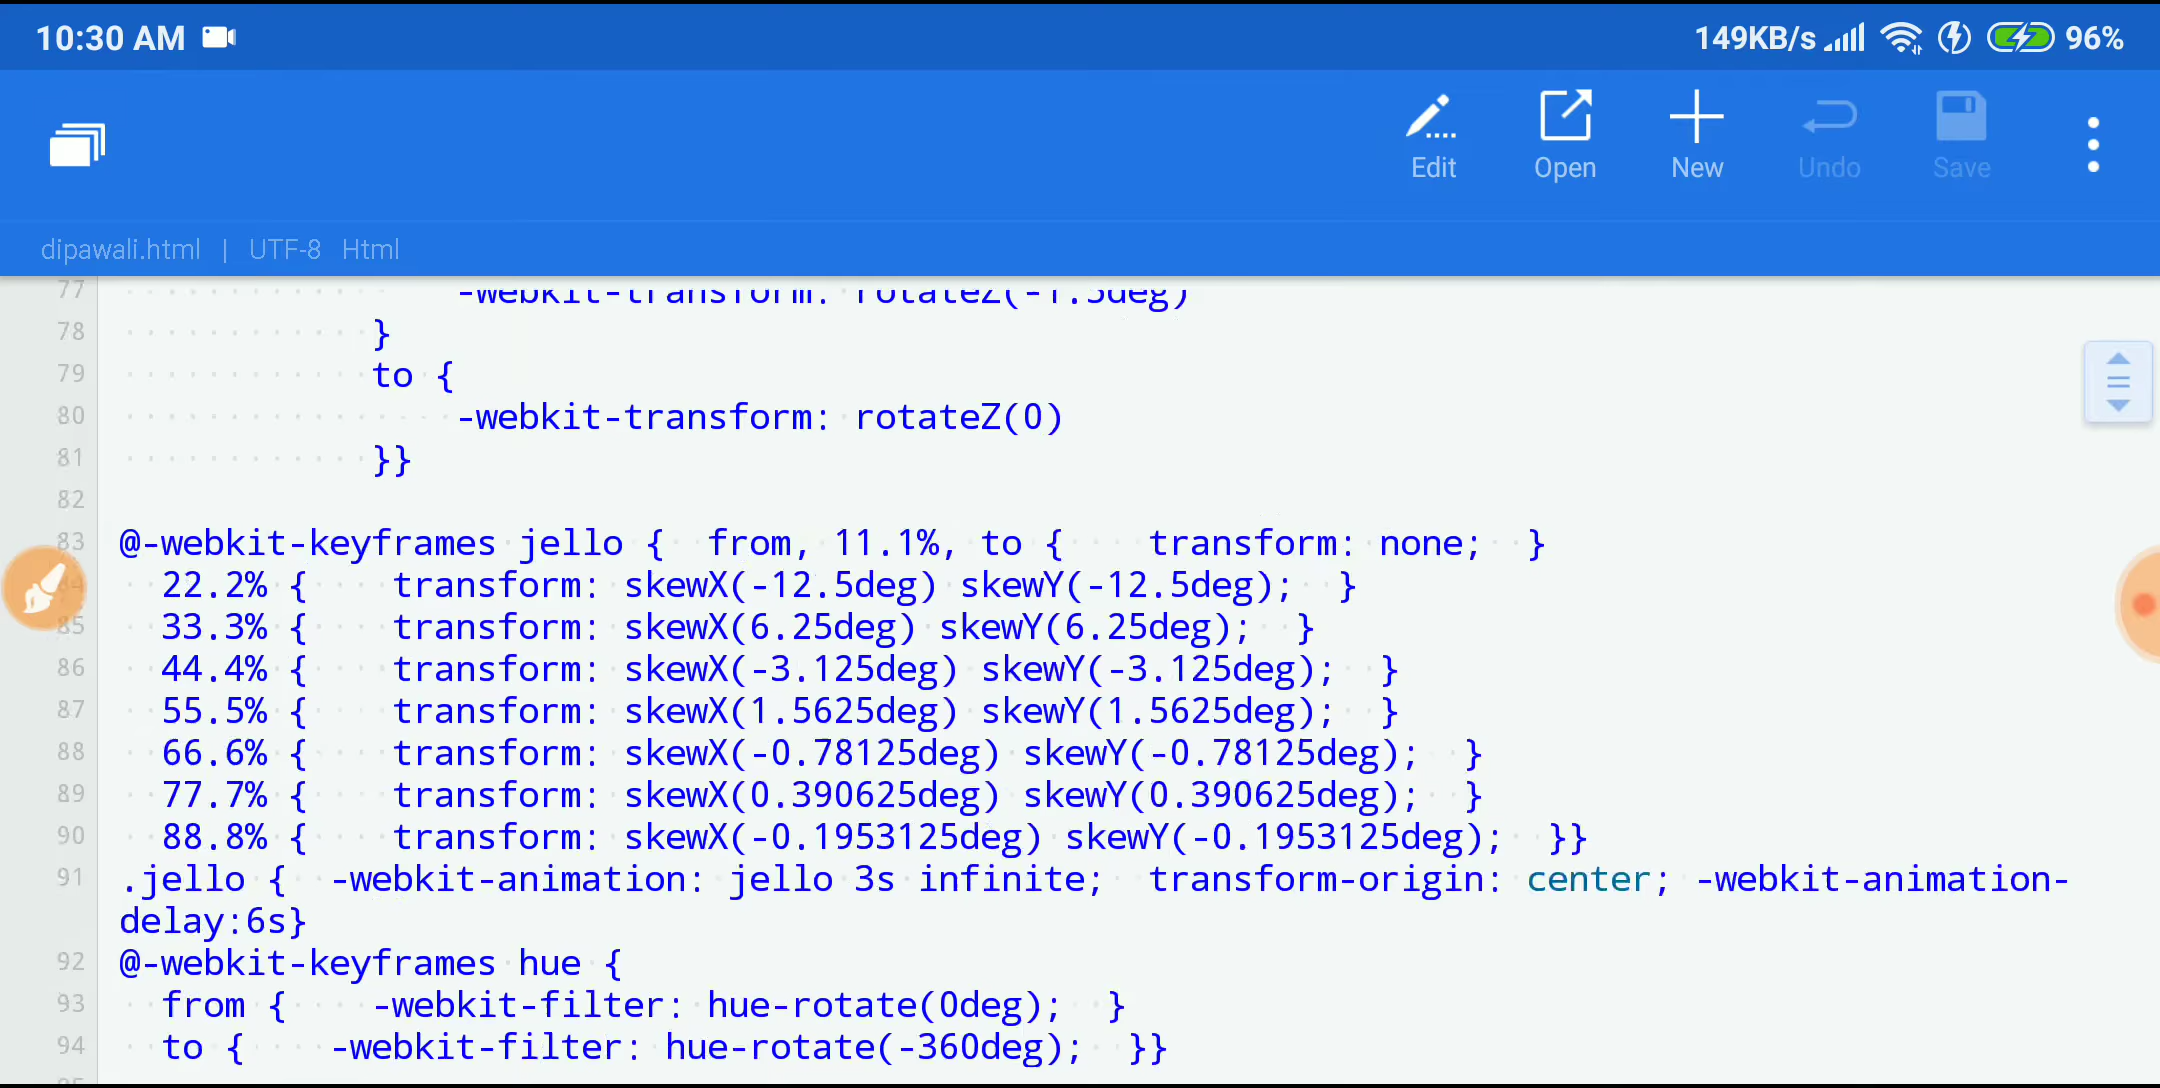 10:30 AM 149KB/s 96%
Edit Open New Undo Save
dipawali.html | UTF-8 Html
77 -webkit-transform: rotateZ(-1.5deg)
78 }
79 to {
80 -webkit-transform: rotateZ(0)
81 }}
82
83 @-webkit-keyframes jello { from, 11.1%, to { transform: none; }
84 22.2% { transform: skewX(-12.5deg) skewY(-12.5deg); }
85 33.3% { transform: skewX(6.25deg) skewY(6.25deg); }
86 44.4% { transform: skewX(-3.125deg) skewY(-3.125deg); }
87 55.5% { transform: skewX(1.5625deg) skewY(1.5625deg); }
88 66.6% { transform: skewX(-0.78125deg) skewY(-0.78125deg); }
89 77.7% { transform: skewX(0.390625deg) skewY(0.390625deg); }
90 88.8% { transform: skewX(-0.1953125deg) skewY(-0.1953125deg); }}
91 .jello { -webkit-animation: jello 3s infinite; transform-origin: center; -webkit-animation-
delay:6s}
92 @-webkit-keyframes hue {
93 from { -webkit-filter: hue-rotate(0deg); }
94 to { -webkit-filter: hue-rotate(-360deg); }}